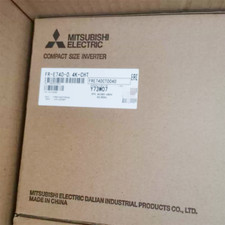 MITSUBISHI
ELECTRIC
COMPACT SIZE INVERTER
FR-E740-0.4K-CHT
Y73W07
MITSUBISHI ELECTRIC DALIAN INDUSTRIAL PRODUCTS CO., LTD.
MADE IN CHINA